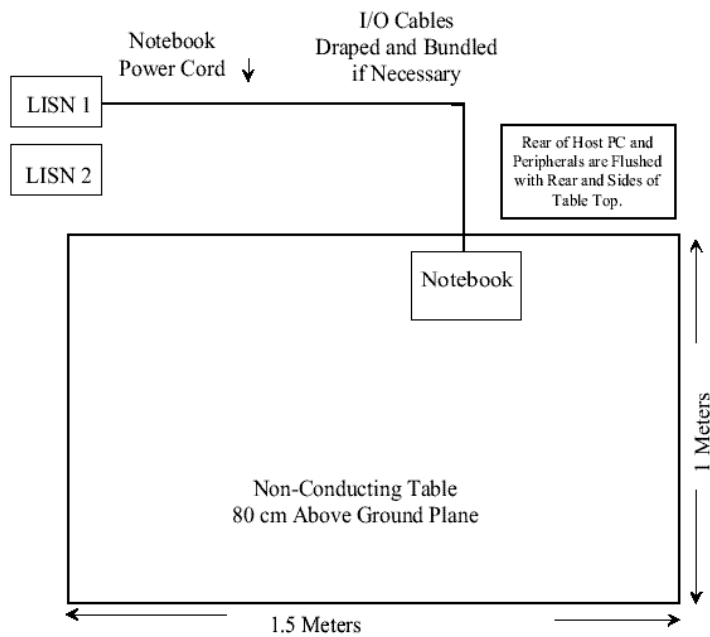 I/O Cables
Draped and Bundled
if Necessary
Notebook
Power Cord
LISN 1
LISN 2
Rear of Host PC and
Peripherals are Flushed
with Rear and Sides of
Table Top.
Notebook
1 Meters
Non-Conducting Table
80 cm Above Ground Plane
1.5 Meters